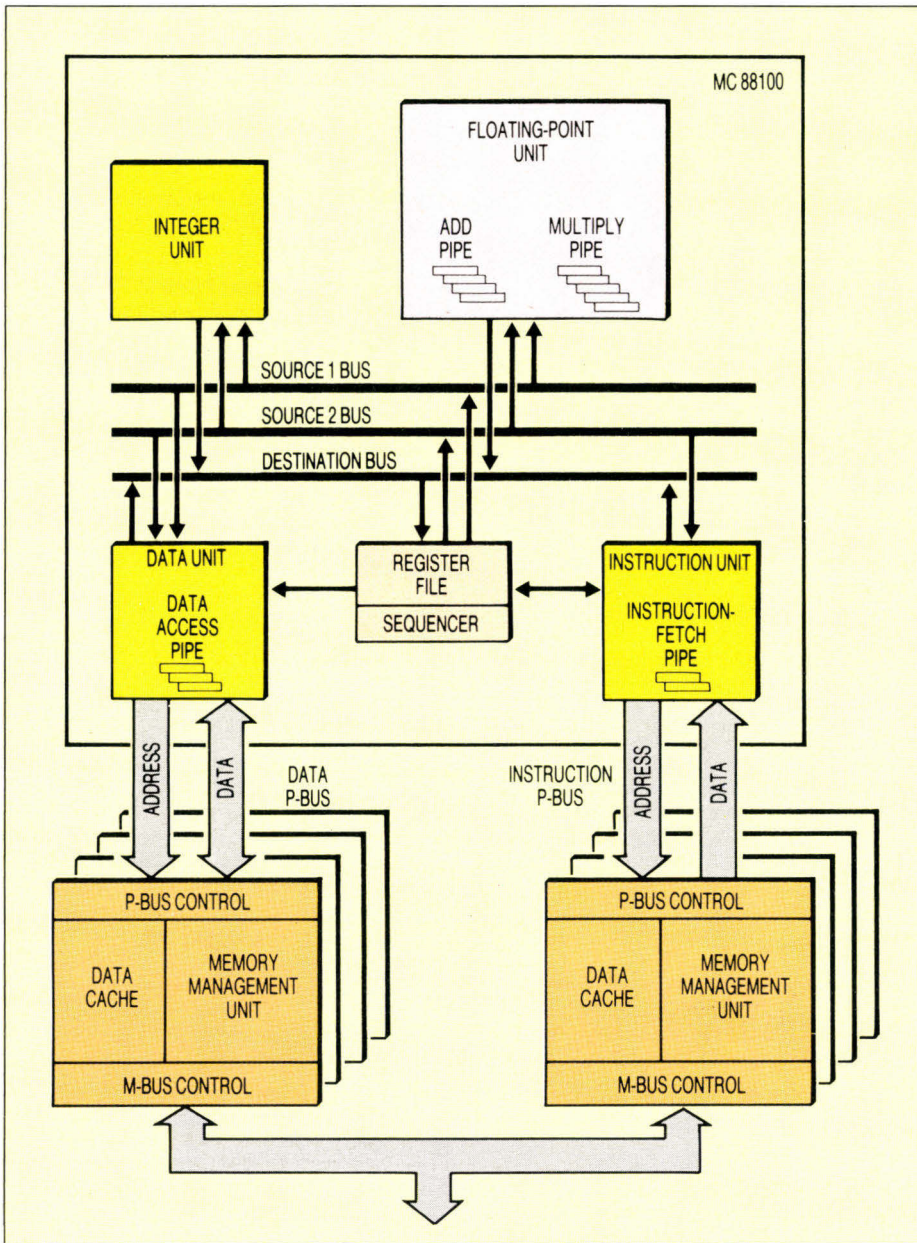 MC 88100
FLOATING-POINT
UNIT
INTEGER
UNIT
ADD
PIPE
MULTIPLY
PIPE
SOURCE 1 BUS
SOURCE 2 BUS
DESTINATION BUS
DATA UNIT
DATA
ACCESS
PIPE
REGISTER
FILE
SEQUENCER
INSTRUCTION UNIT
INSTRUCTION-
FETCH
PIPE
ADDRESS
DATA
DATA
P-BUS
INSTRUCTION
P-BUS
ADDRESS
DATA
P-BUS CONTROL
DATA
CACHE
MEMORY
MANAGEMENT
UNIT
M-BUS CONTROL
P-BUS CONTROL
DATA
CACHE
MEMORY
MANAGEMENT
UNIT
M-BUS CONTROL